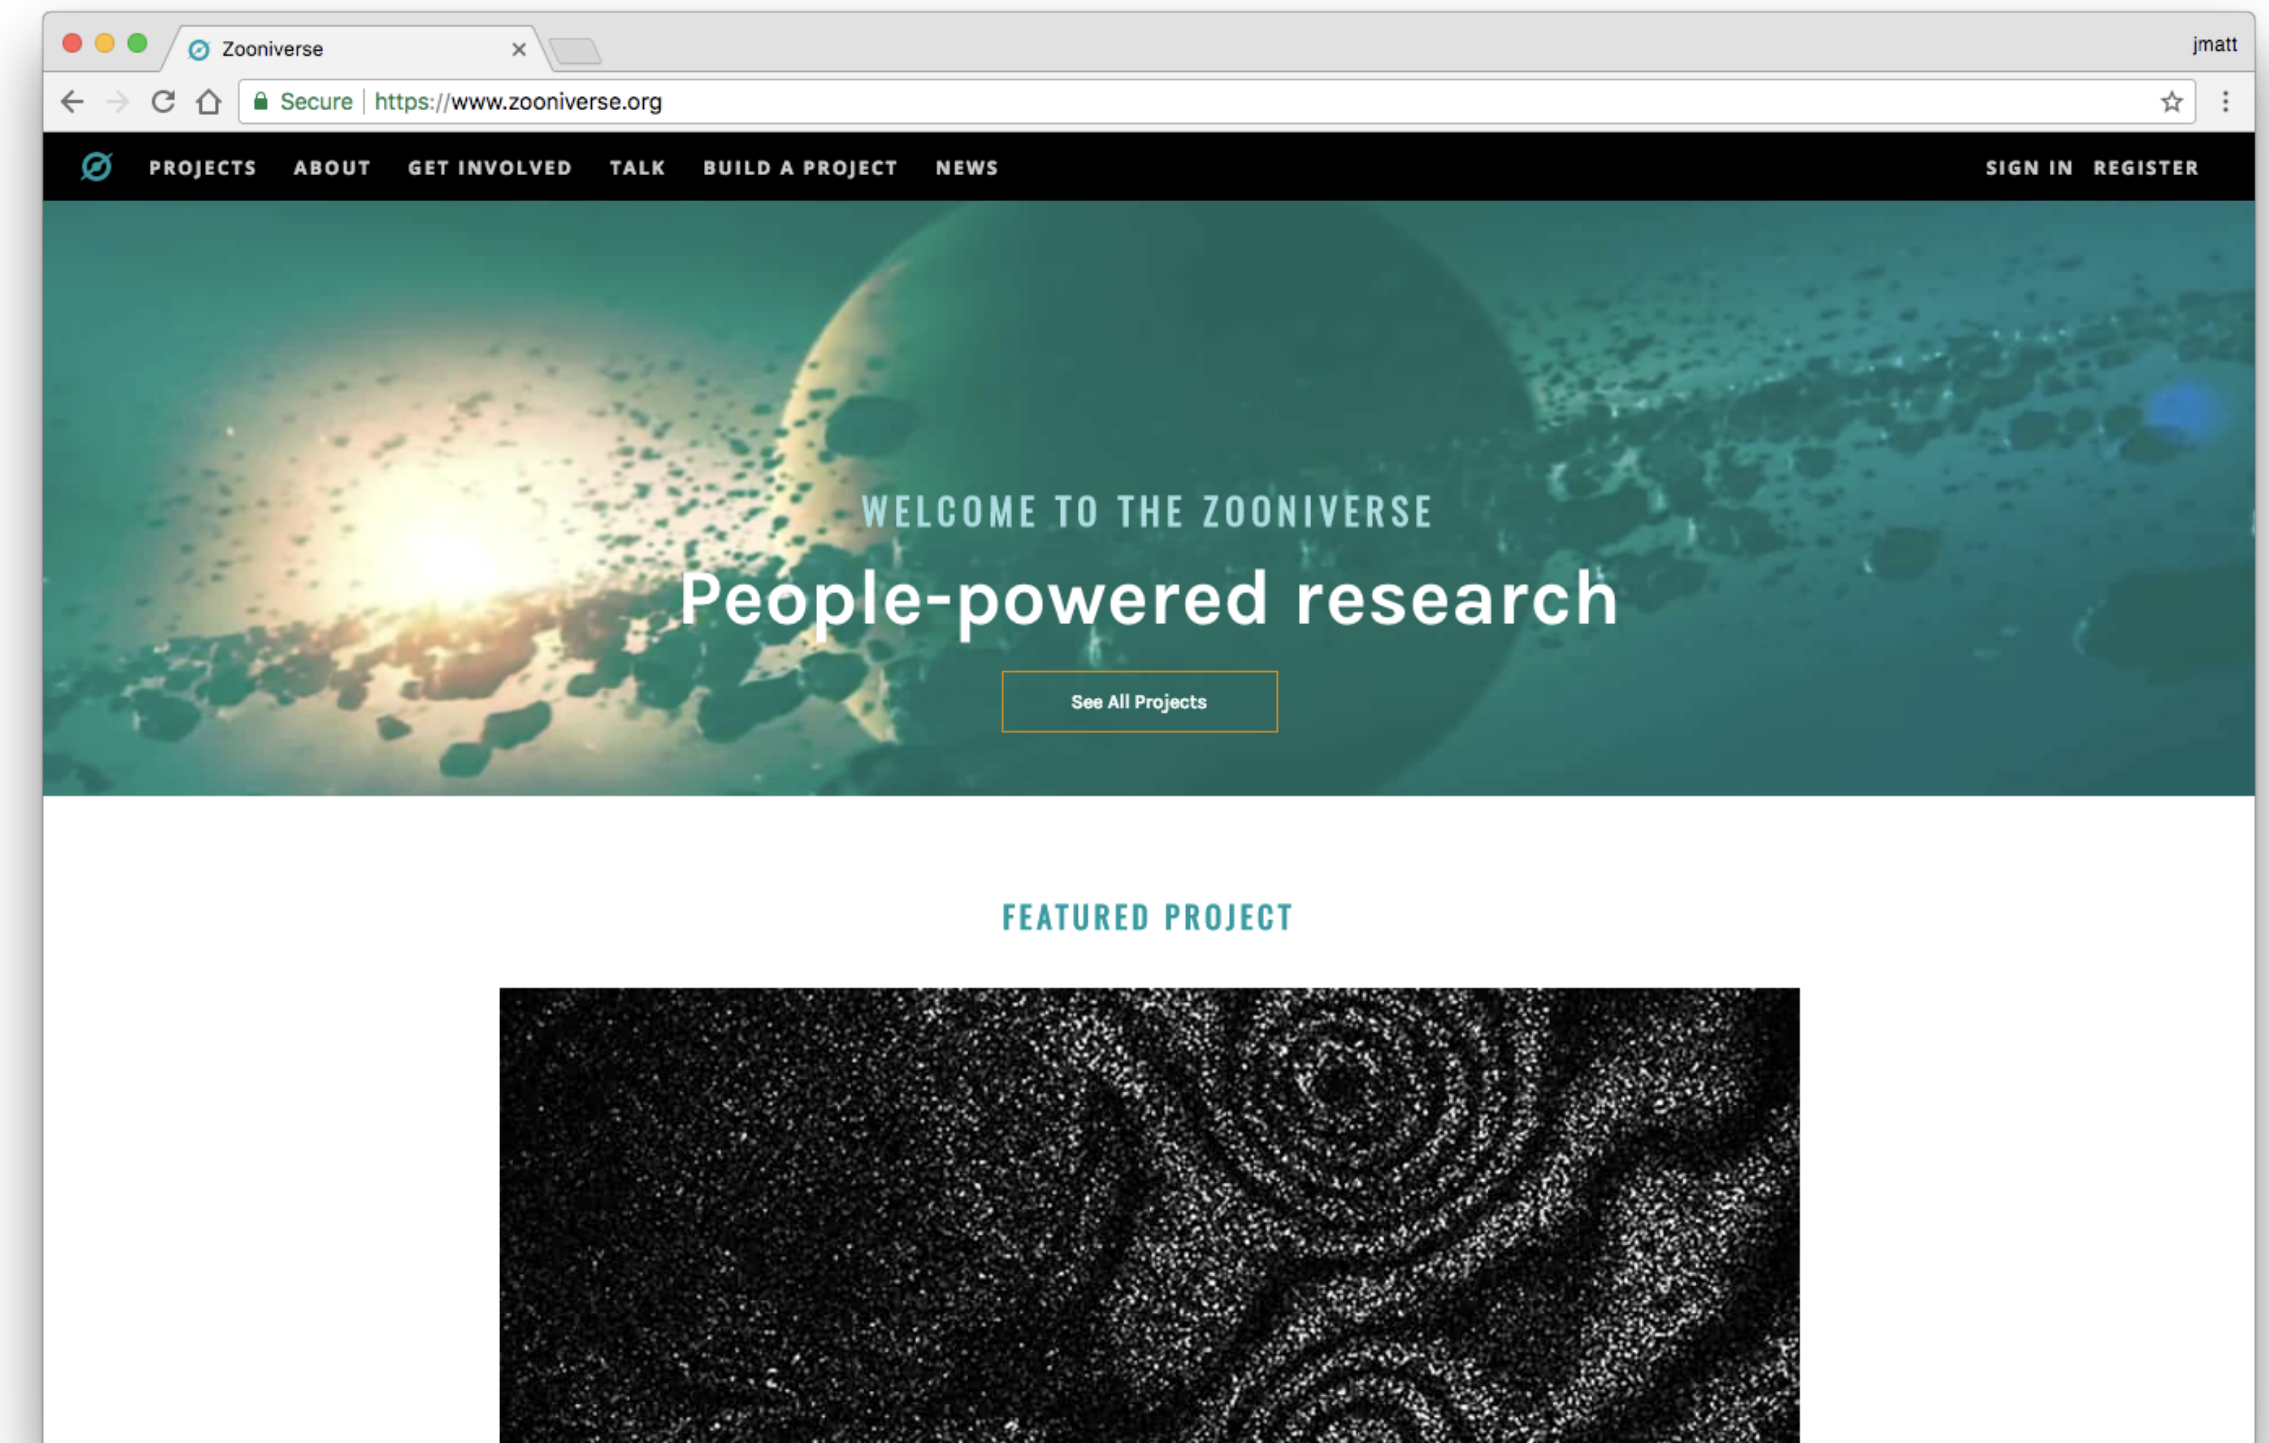 Zooniverse
jmatt
Secure https://www.zooniverse.org
PROJECTS ABOUT GET INVOLVED TALK BUILD A PROJECT NEWS SIGN IN REGISTER
WELCOME TO THE ZOONIVERSE
People-powered research
See All Projects
FEATURED PROJECT